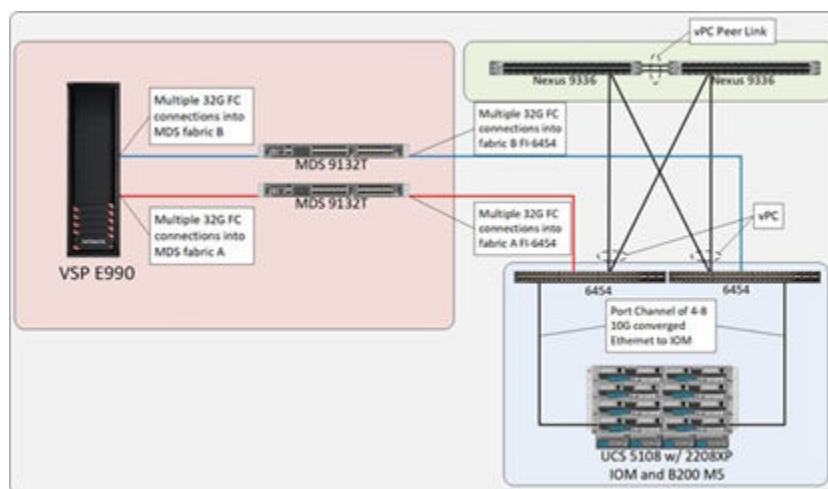 vPC Peer Link
Nexus 9336
Nexus 9336
Multiple 32G FC
connections into
MDS fabric B
Multiple 32G FC
connections into
fabric B FI-6454
MDS 9132T
MDS 9132T
Multiple 32G FC
connections into
MDS fabric A
Multiple 32G FC
connections into
fabric A FI-6454
vPC
VSP E990
6454
6454
Port Channel of 4-8
10G converged
Ethernet to IOM
UCS 5108 w/ 2208XP
IOM and B200 M5